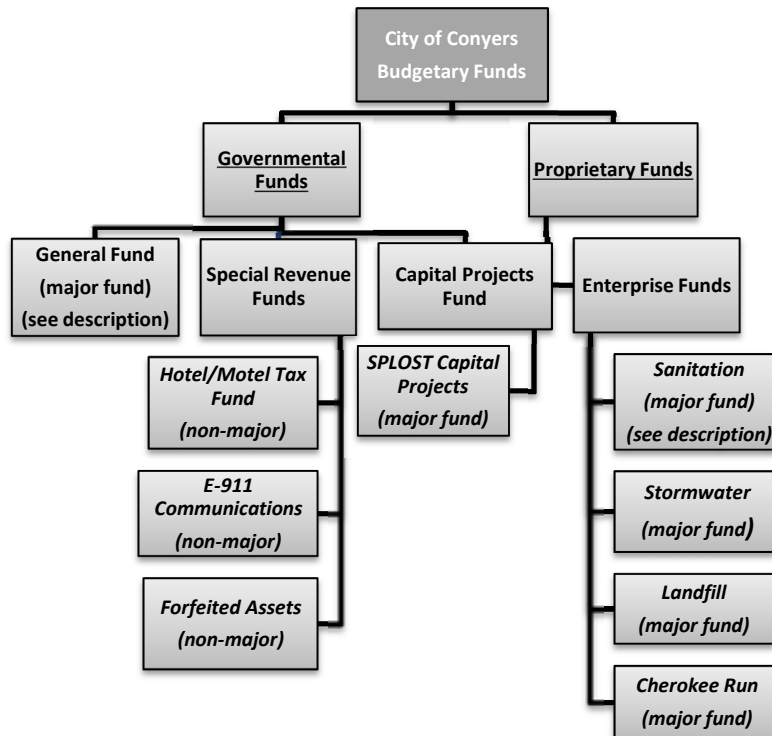 City of Conyers
Budgetary Funds
Governmental
Funds
Proprietary Funds
General Fund
(major fund)
(see description)
Special Revenue
Funds
Capital Projects
Fund
Enterprise Funds
Hotel/Motel Tax
Fund
(non-major)
SPLOST Capital
Projects
(major fund)
Sanitation
(major fund)
(see description)
E-911
Communications
(non-major)
Stormwater
(major fund)
Forfeited Assets
(non-major)
Landfill
(major fund)
Cherokee Run
(major fund)